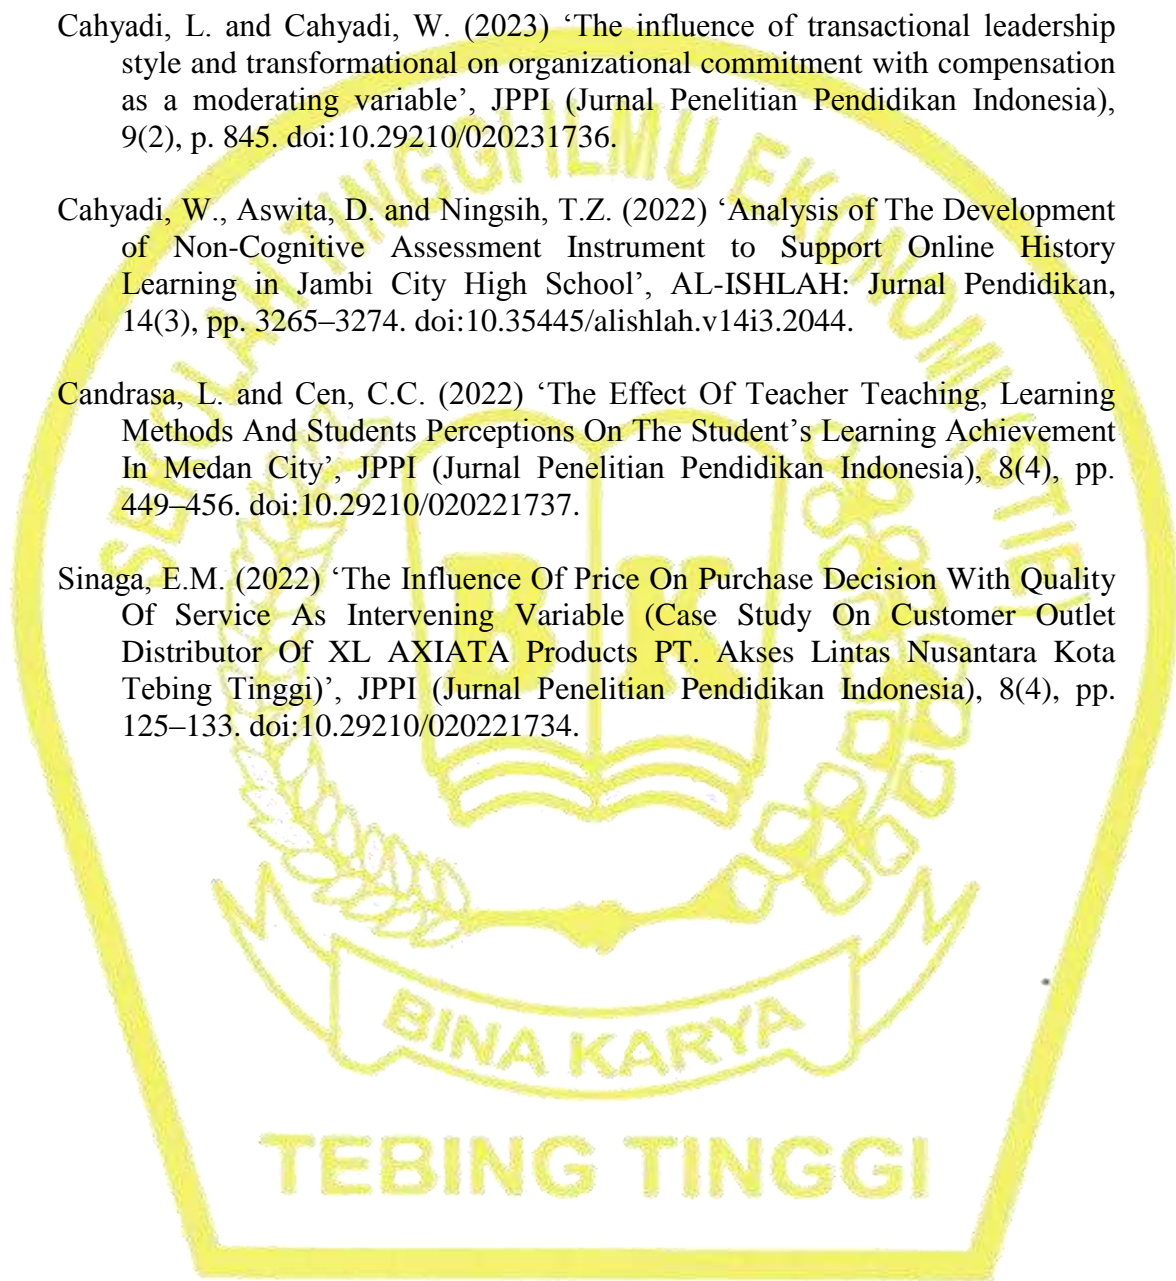 Cahyadi, L. and Cahyadi, W. (2023) ‘The influence of transactional leadership
style and transformational on organizational commitment with compensation
as a moderating variable’, JPPI (Jurnal Penelitian Pendidikan Indonesia),
9(2), p. 845. doi:10.29210/020231736.
Cahyadi, W., Aswita, D. and Ningsih, T.Z. (2022) ‘Analysis of The Development
of Non-Cognitive Assessment Instrument to Support Online History
Learning in Jambi City High School’, AL-ISHLAH: Jurnal Pendidikan,
14(3), pp. 3265–3274. doi:10.35445/alishlah.v14i3.2044.
Candrasa, L. and Cen, C.C. (2022) ‘The Effect Of Teacher Teaching, Learning
Methods And Students Perceptions On The Student’s Learning Achievement
In Medan City’, JPPI (Jurnal Penelitian Pendidikan Indonesia), 8(4), pp.
449–456. doi:10.29210/020221737.
Sinaga, E.M. (2022) ‘The Influence Of Price On Purchase Decision With Quality
Of Service As Intervening Variable (Case Study On Customer Outlet
Distributor Of XL AXIATA Products PT. Akses Lintas Nusantara Kota
Tebing Tinggi)’, JPPI (Jurnal Penelitian Pendidikan Indonesia), 8(4), pp.
125–133. doi:10.29210/020221734.
SEKOLAH TINGGI ILMU EKONOMI (STIE)
BK
BINA KARYA
TEBING TINGGI